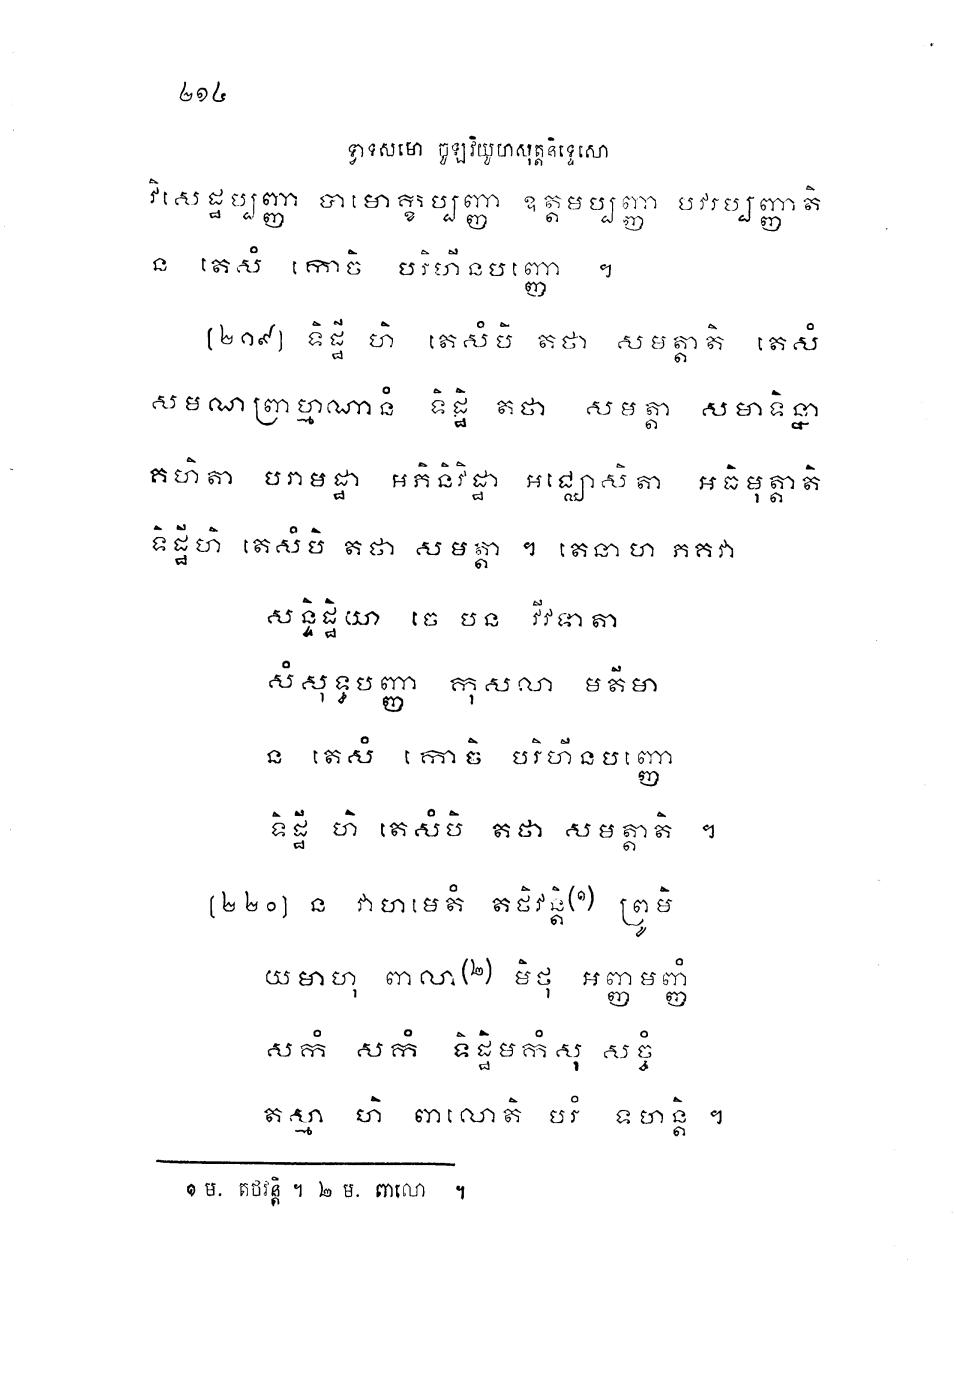 ២១៤
ទ្វាទសមោ ចូឡវិយូហសុត្តនិទ្ទេសោ
វិសេដ្ឋប្បញ្ញា បាមោក្ខប្បញ្ញា ឧត្តមប្បញ្ញា បវរប្បញ្ញាតិ
ន តេសំ កោចិ បរិហីនបញ្ញោ ។
(២១៩) ទិដ្ឋី ហិ តេសំបិ តថា សមត្តាតិ តេសំ
សមណព្រាហ្មណានំ ទិដ្ឋិ តថា សមត្តា សមាទិន្នា
គហិតា បរាមដ្ឋា អភិនិវិដ្ឋា អជ្ឈោសិតា អធិមុត្តាតិ
ទិដ្ឋីហិ តេសំបិ តថា សមត្តា ។ តេនាហ ភគវា
សន្ទិដ្ឋិយា ចេ បន វីវទាតា
សំសុទ្ធបញ្ញា កុសលា មតីមា
ន តេសំ កោចិ បរិហីនបញ្ញោ
ទិដ្ឋី ហិ តេសំបិ តថា សមត្តាតិ ។
(២២០) ន វាហមេតំ តថិវន្តិ(១) ព្រូមិ
យមាហុ ពាលា(២) មិថុ អញ្ញមញ្ញំ
សកំ សកំ ទិដ្ឋិមកំសុ សច្ចំ
តស្មា ហិ ពាលោតិ បរំ ទហន្តិ ។
១ ម. តថវន្តិ ។ ២ ម. ពាលោ ។